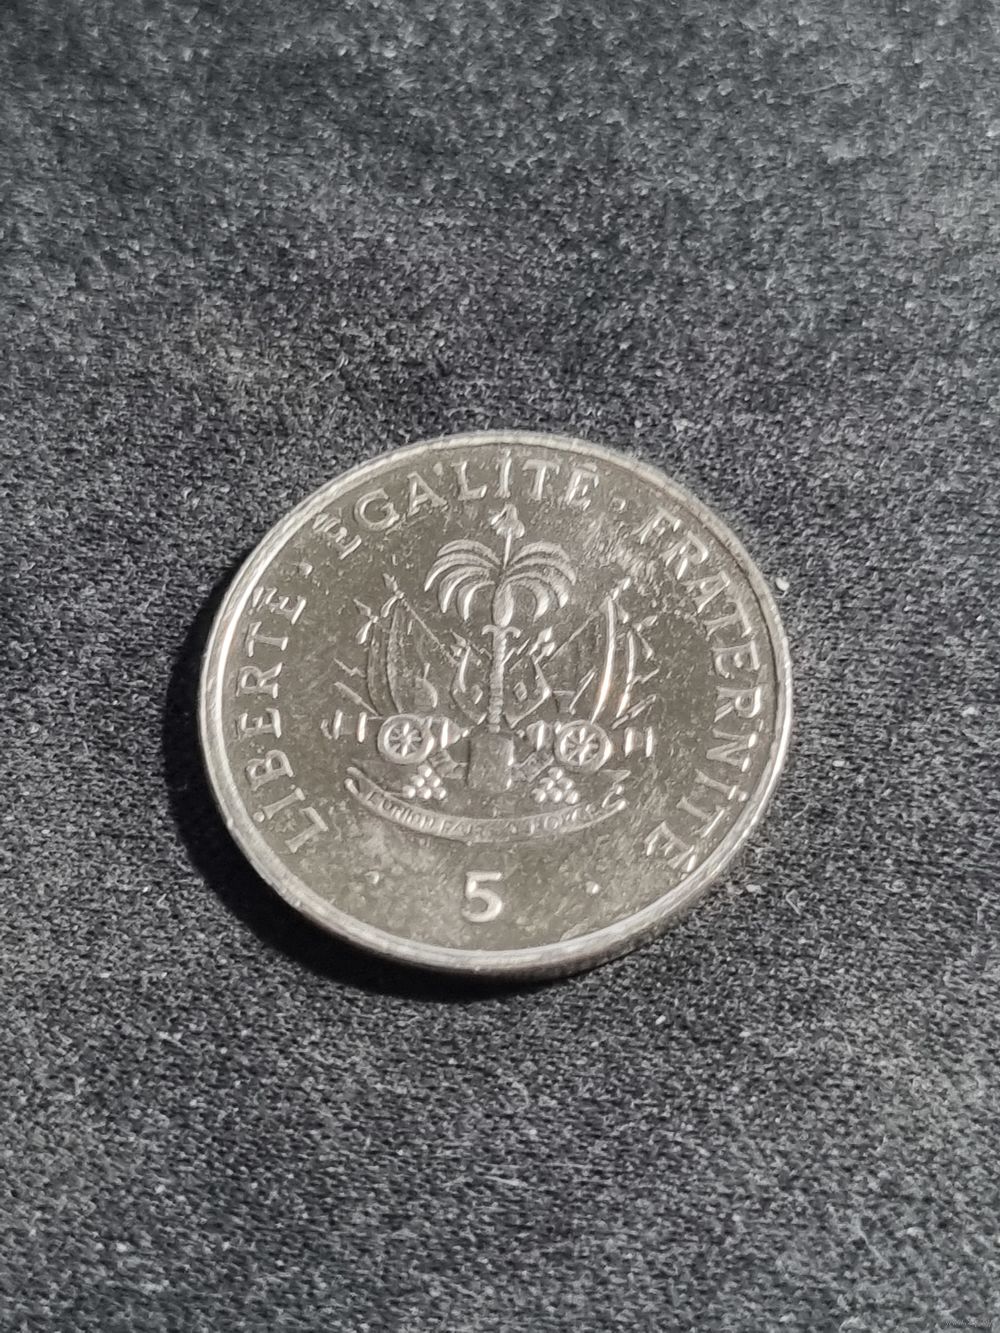 LIBERTÉ · ÉGALITÉ · FRATERNITÉ
L'UNION FAIT LA FORCE
5